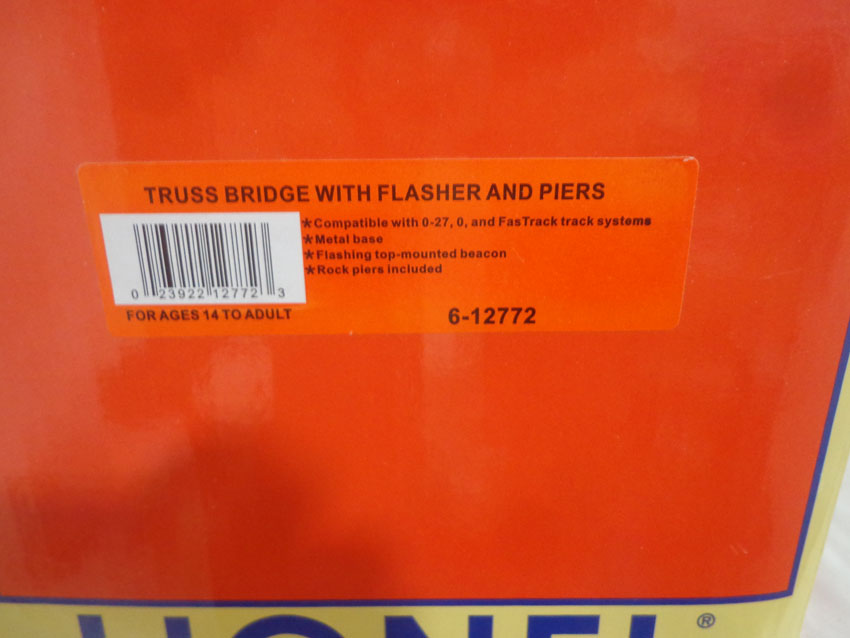 TRUSS BRIDGE WITH FLASHER AND PIERS
*Compatible with 0-27, 0, and FasTrack track systems
*Metal base
*Flashing top-mounted beacon
*Rock piers included
0 23922 12772 3
FOR AGES 14 TO ADULT
6-12772
LIONEL®